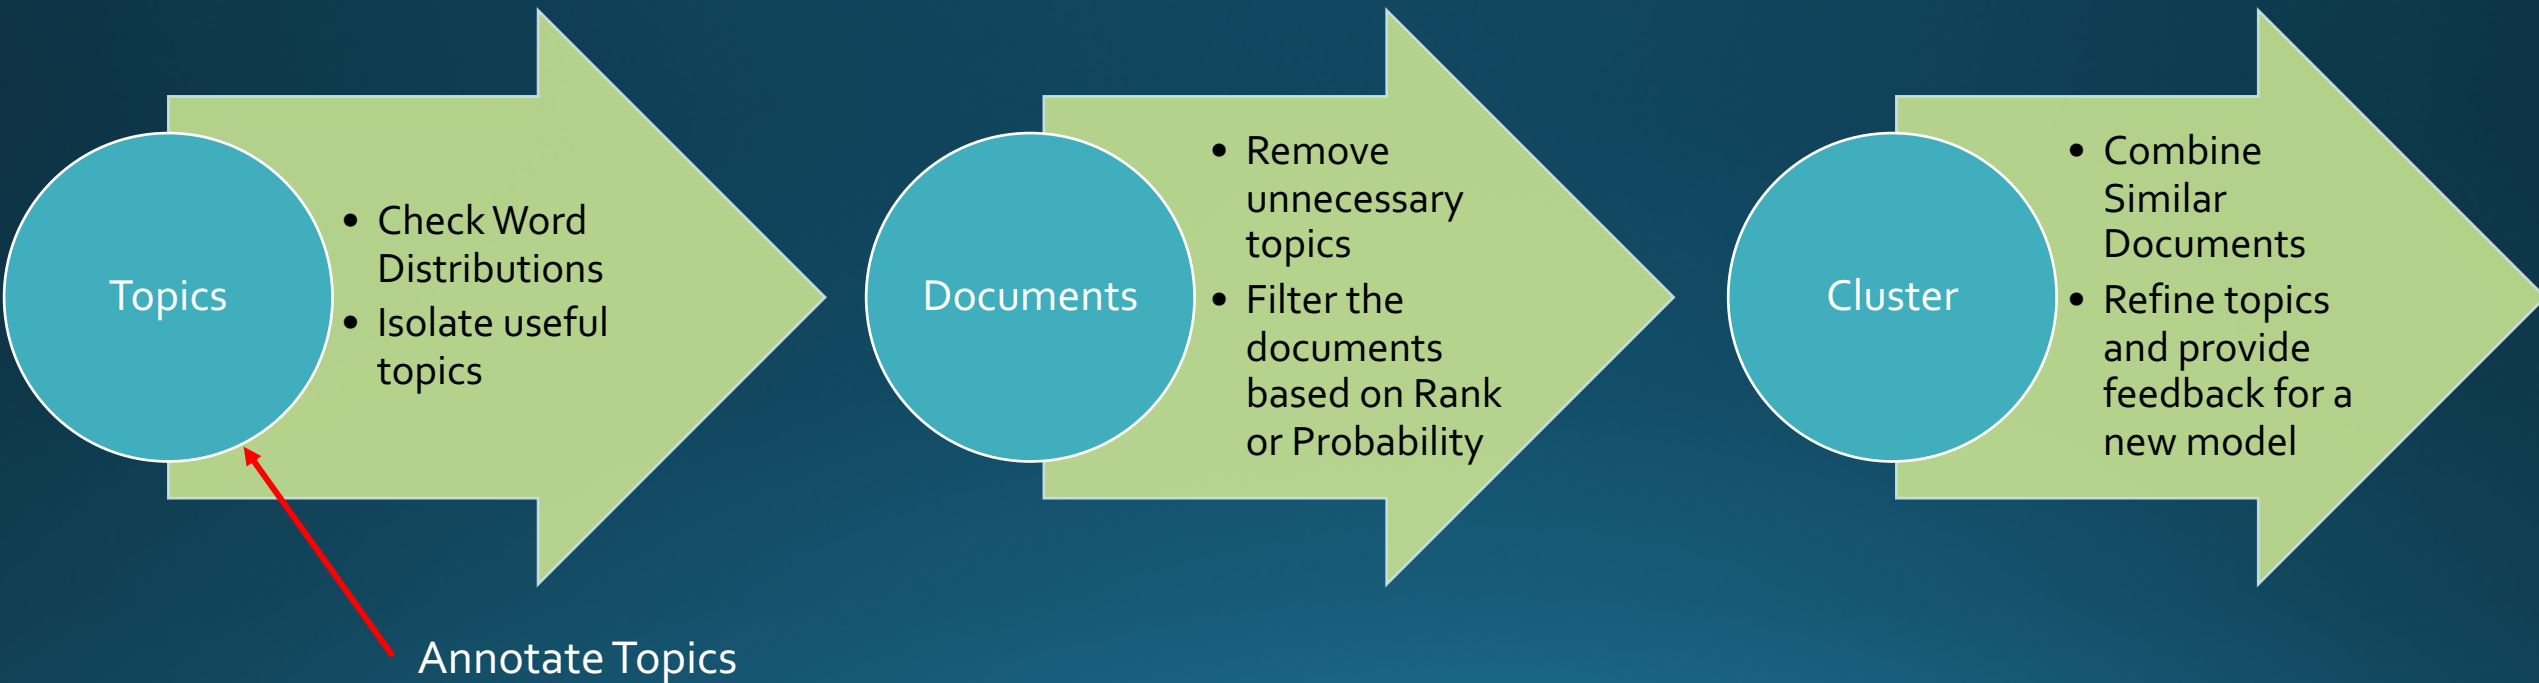 Topics
• Check Word
Distributions
• Isolate useful
topics
Documents
• Remove
unnecessary
topics
• Filter the
documents
based on Rank
or Probability
Cluster
• Combine
Similar
Documents
• Refine topics
and provide
feedback for a
new model
Annotate Topics